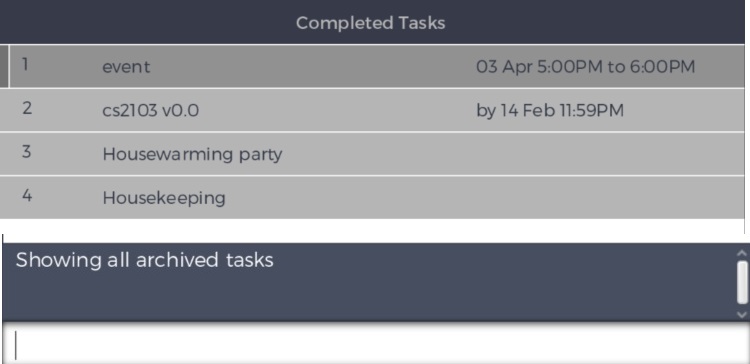 Completed Tasks
1 event 03 Apr 5:00PM to 6:00PM
2 cs2103 v0.0 by 14 Feb 11:59PM
3 Housewarming party
4 Housekeeping
Showing all archived tasks